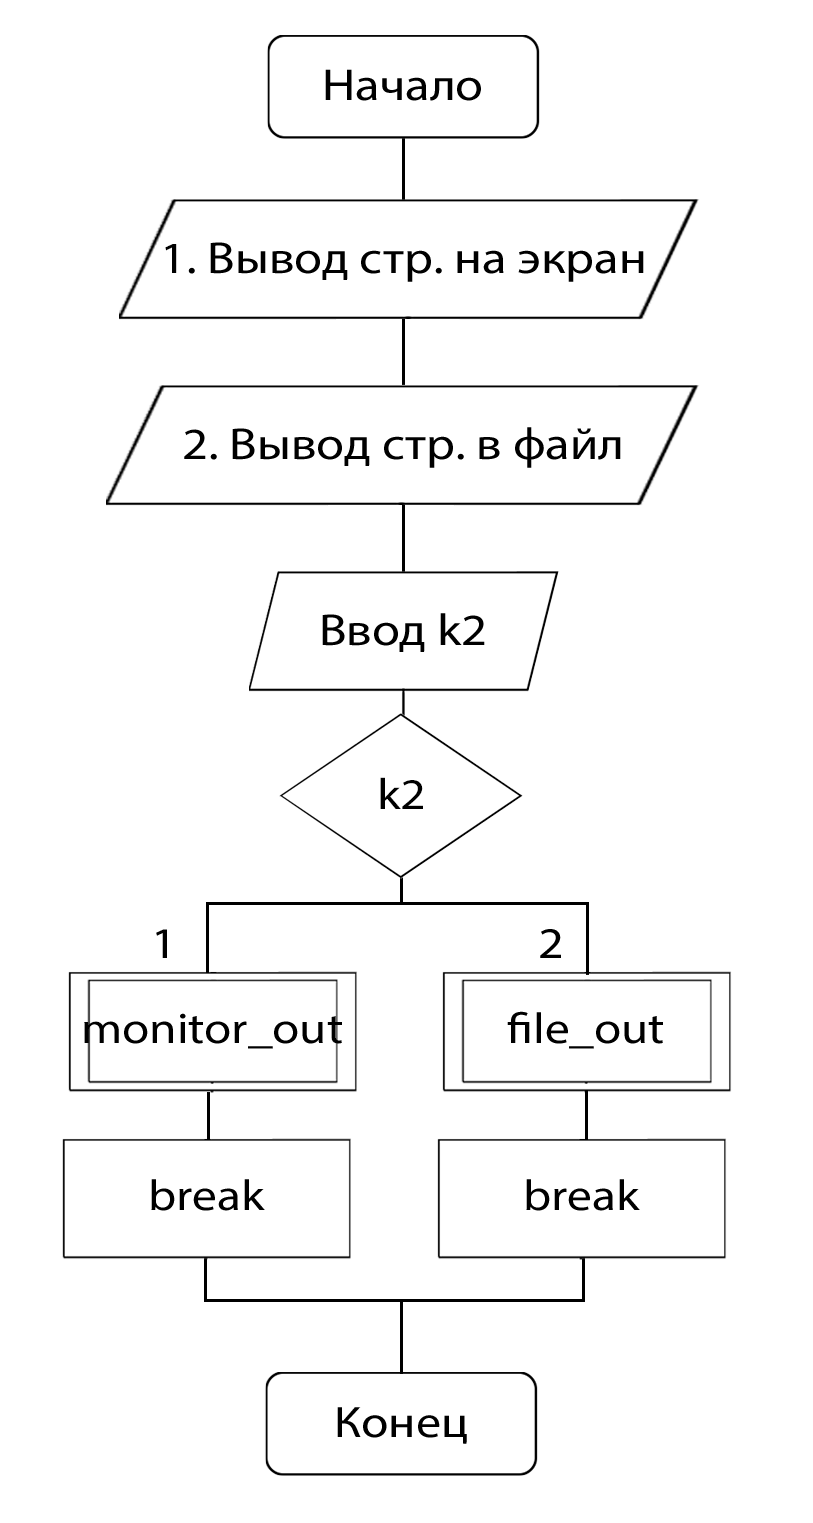 Начало
1. Вывод стр. на экран
2. Вывод стр. в файл
Ввод k2
k2
1
2
monitor_out
file_out
break
break
Конец